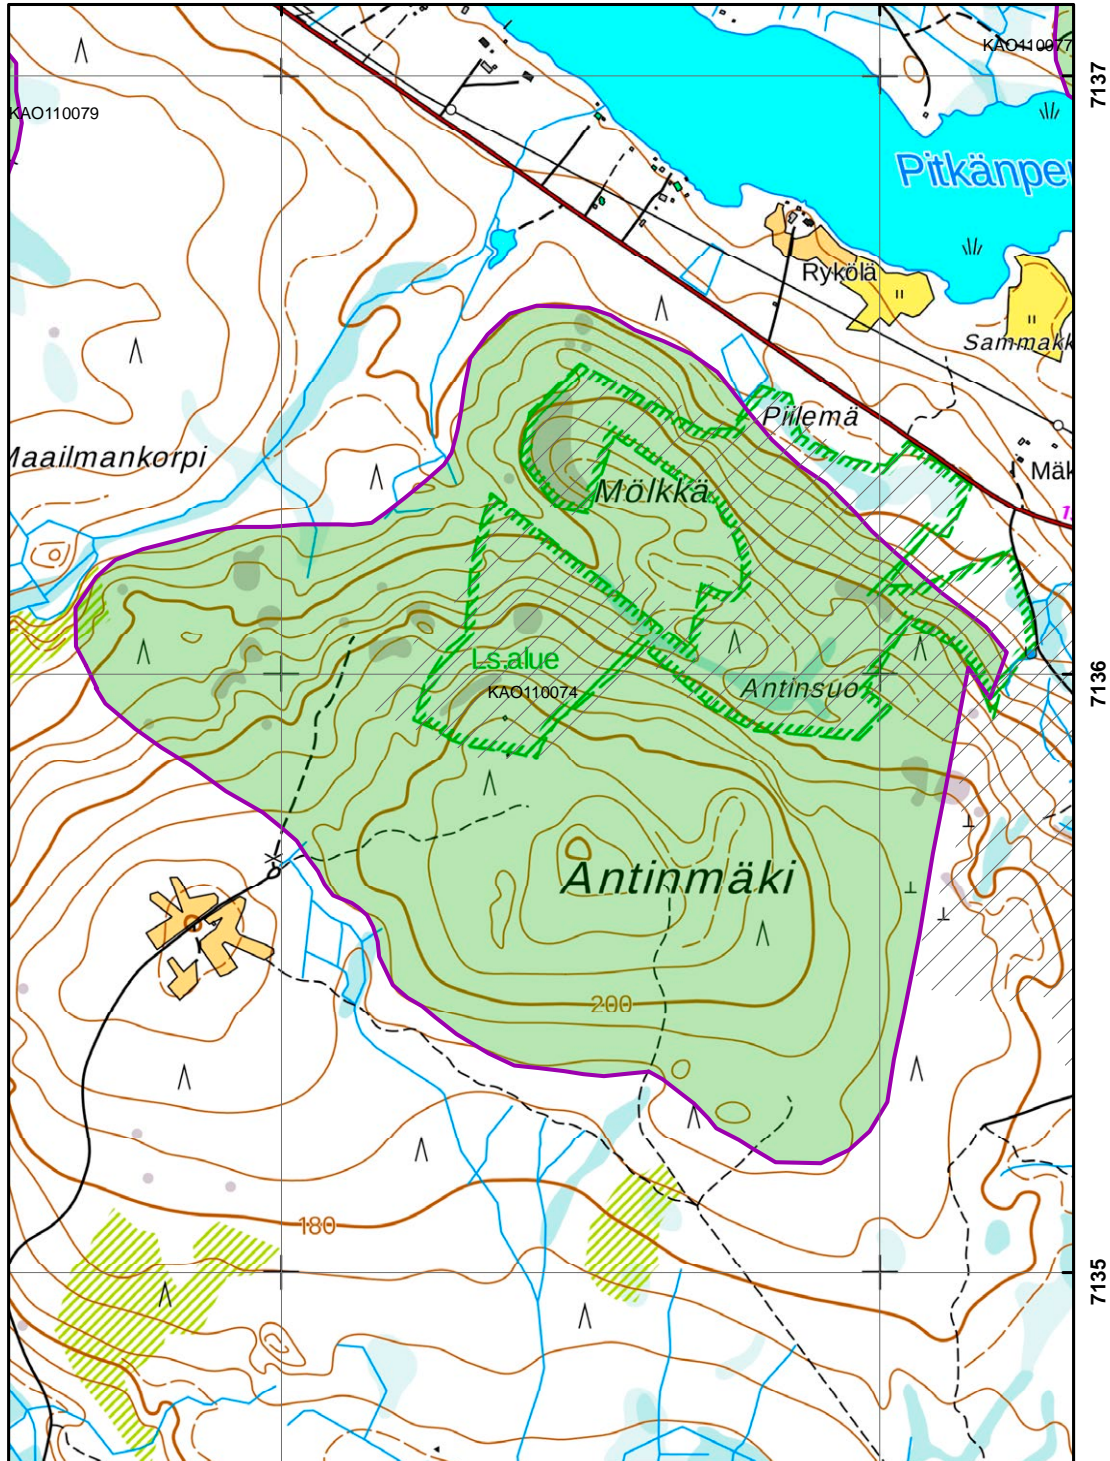 KAO110077
7137
KAO110079
Pitkänpe
Rykölä
Sammakk
Piilemä
Maailmankorpi
Mäk
Mölkkä
1
Ls.alue
7136
KAO110074
Antinsuo
Antinmäki
200
180
7135